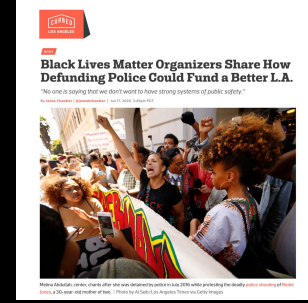 CURBED
LOS ANGELES
Black Lives Matter Organizers Share How
Defunding Police Could Fund a Better L.A.
"No one is saying that we don't want to have strong systems of public safety."
Melina Abdullah, center, chants after she was detained by police in July 2016 while protesting the deadly police shooting of Redel
Jones, a 30-year-old mother of two. | Photo by Al Seib/Los Angeles Times via Getty Images